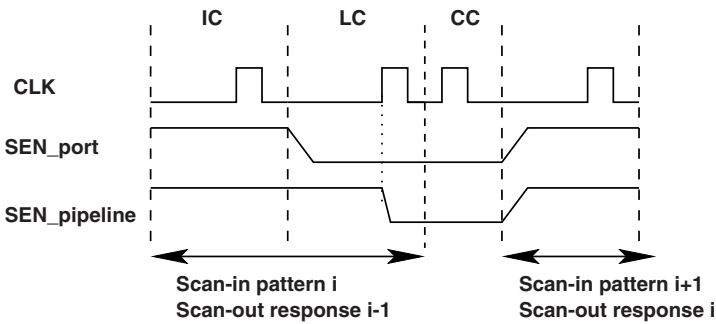 IC LC CC
CLK
SEN_port
SEN_pipeline
Scan-in pattern i Scan-in pattern i+1
Scan-out response i-1 Scan-out response i